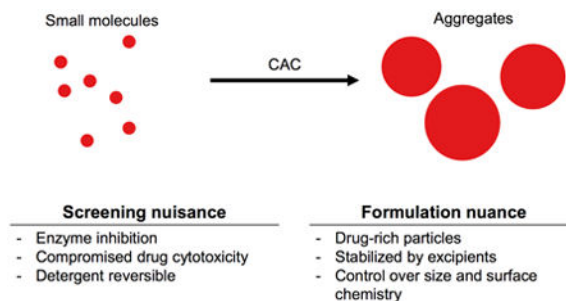 Small molecules
Aggregates
CAC
Screening nuisance
- Enzyme inhibition
- Compromised drug cytotoxicity
- Detergent reversible
Formulation nuance
- Drug-rich particles
- Stabilized by excipients
- Control over size and surface
chemistry